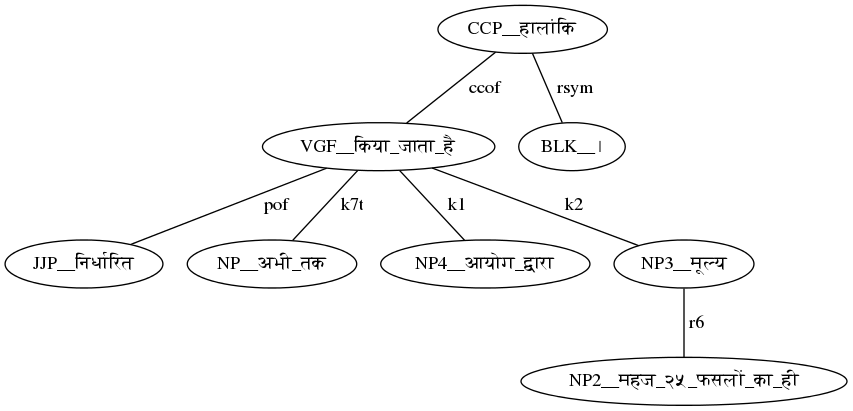 CCP__हालांकि
ccof rsym
VGF__किया_जाता_है BLK__।
pof k7t k1 k2
JJP__निर्धारित NP__अभी_तक NP4__आयोग_द्वारा NP3__मूल्य
r6
NP2__महज_२५_फसलों_का_ही